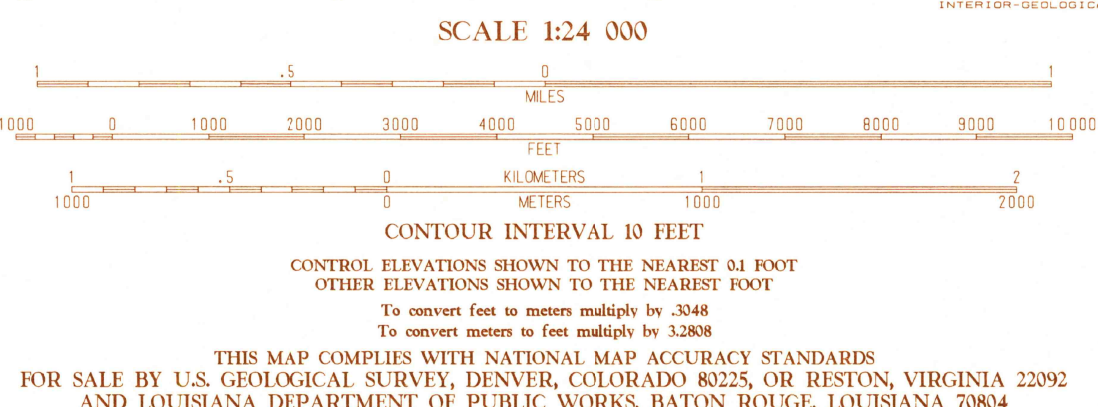 INTERIOR-GEOLOGICA
SCALE 1:24 000
1 .5 0 1
MILES
1000 0 1000 2000 3000 4000 5000 6000 7000 8000 9000 10 000
FEET
1 .5 0 KILOMETERS 1 2
1000 0 METERS 1000 2000
CONTOUR INTERVAL 10 FEET
CONTROL ELEVATIONS SHOWN TO THE NEAREST 0.1 FOOT
OTHER ELEVATIONS SHOWN TO THE NEAREST FOOT
To convert feet to meters multiply by .3048
To convert meters to feet multiply by 3.2808
THIS MAP COMPLIES WITH NATIONAL MAP ACCURACY STANDARDS
FOR SALE BY U.S. GEOLOGICAL SURVEY, DENVER, COLORADO 80225, OR RESTON, VIRGINIA 22092
AND LOUISIANA DEPARTMENT OF PUBLIC WORKS, BATON ROUGE, LOUISIANA 70804